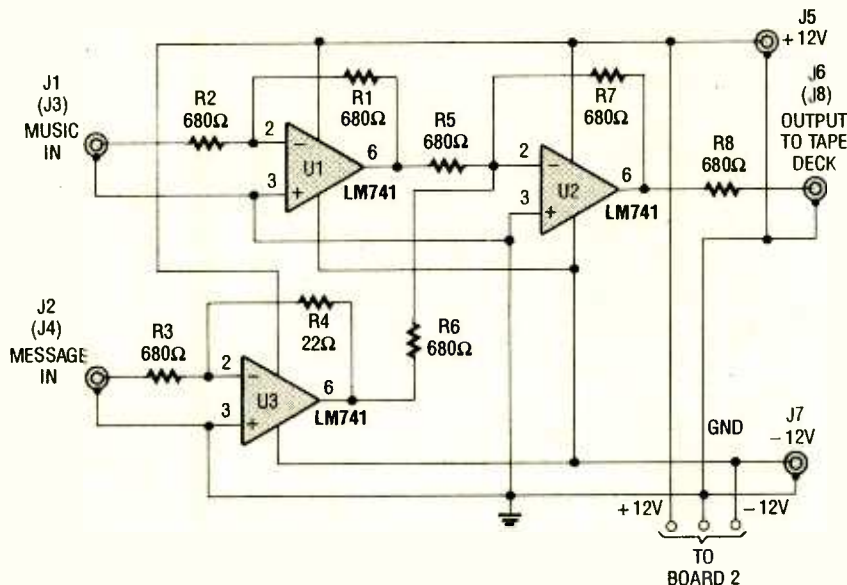 J5
+12V
J1
(J3)
MUSIC
IN
R2
680Ω
R1
680Ω
R5
680Ω
R7
680Ω
J6
(J8)
OUTPUT
TO TAPE
DECK
R8
680Ω
2
3
6
U1
LM741
2
3
6
U2
LM741
J2
(J4)
MESSAGE
IN
R3
680Ω
R4
22Ω
R6
680Ω
2
3
6
U3
LM741
GND
J7
−12V
+12V
−12V
TO
BOARD 2